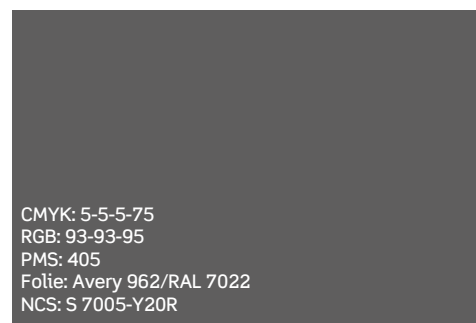 CMYK: 5-5-5-75
RGB: 93-93-95
PMS: 405
Folie: Avery 962/RAL 7022
NCS: S 7005-Y20R